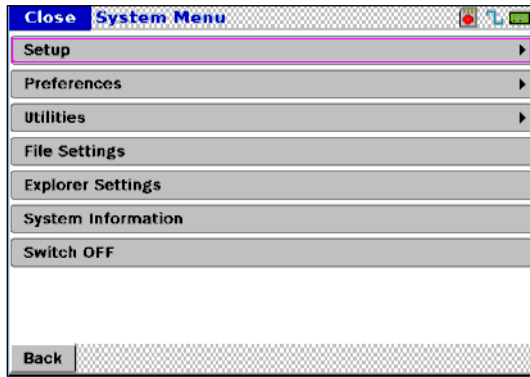 Close System Menu
Setup
Preferences
Utilities
File Settings
Explorer Settings
System Information
Switch OFF
Back